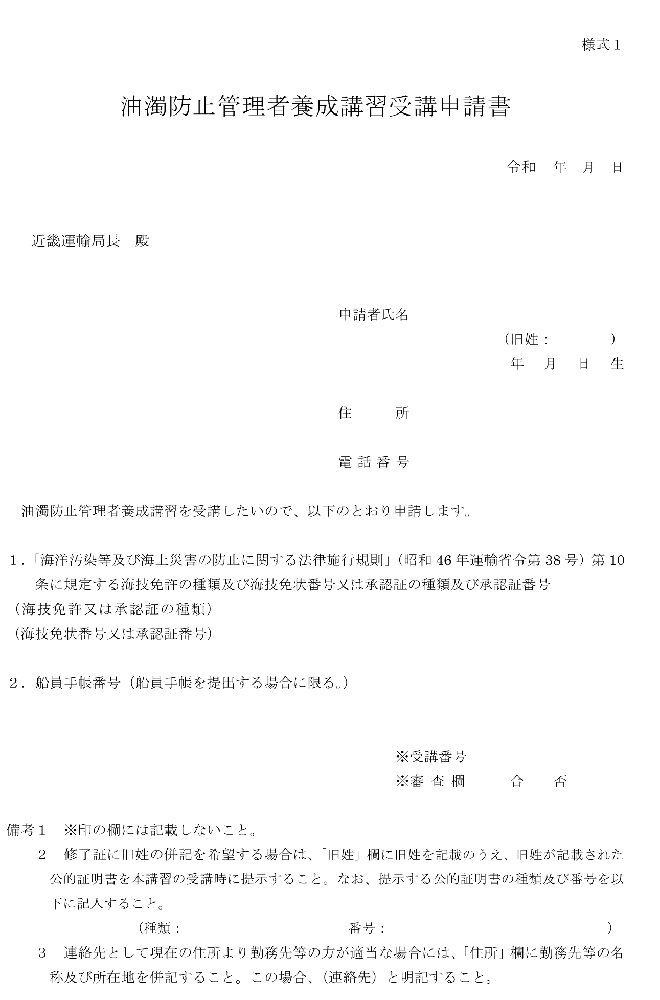 様式１
油濁防止管理者養成講習受講申請書
令和　年　月　日
近畿運輸局長　殿
申請者氏名
（旧姓：　　　　）
年　月　日　生
住　　所
電話番号
油濁防止管理者養成講習を受講したいので、以下のとおり申請します。
１．「海洋汚染等及び海上災害の防止に関する法律施行規則」（昭和 46 年運輸省令第 38 号）第 10
条に規定する海技免許の種類及び海技免状番号又は承認証の種類及び承認証番号
（海技免許又は承認証の種類）
（海技免状番号又は承認証番号）
２．船員手帳番号（船員手帳を提出する場合に限る。）
※受講番号
※審 査 欄　　　合　　否
備考１　※印の欄には記載しないこと。
２　修了証に旧姓の併記を希望する場合は、「旧姓」欄に旧姓を記載のうえ、旧姓が記載された
公的証明書を本講習の受講時に提示すること。なお、提示する公的証明書の種類及び番号を以
下に記入すること。
（種類：　　　　　　　　　　　　番号：　　　　　　　　　　　　　　　　）
３　連絡先として現在の住所より勤務先等の方が適当な場合には、「住所」欄に勤務先等の名
称及び所在地を併記すること。この場合、（連絡先）と明記すること。